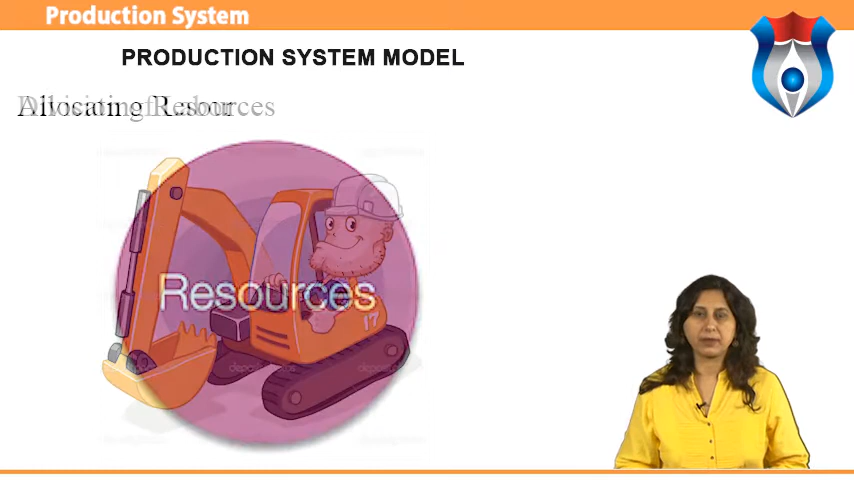 Production System
PRODUCTION SYSTEM MODEL
Resources
17